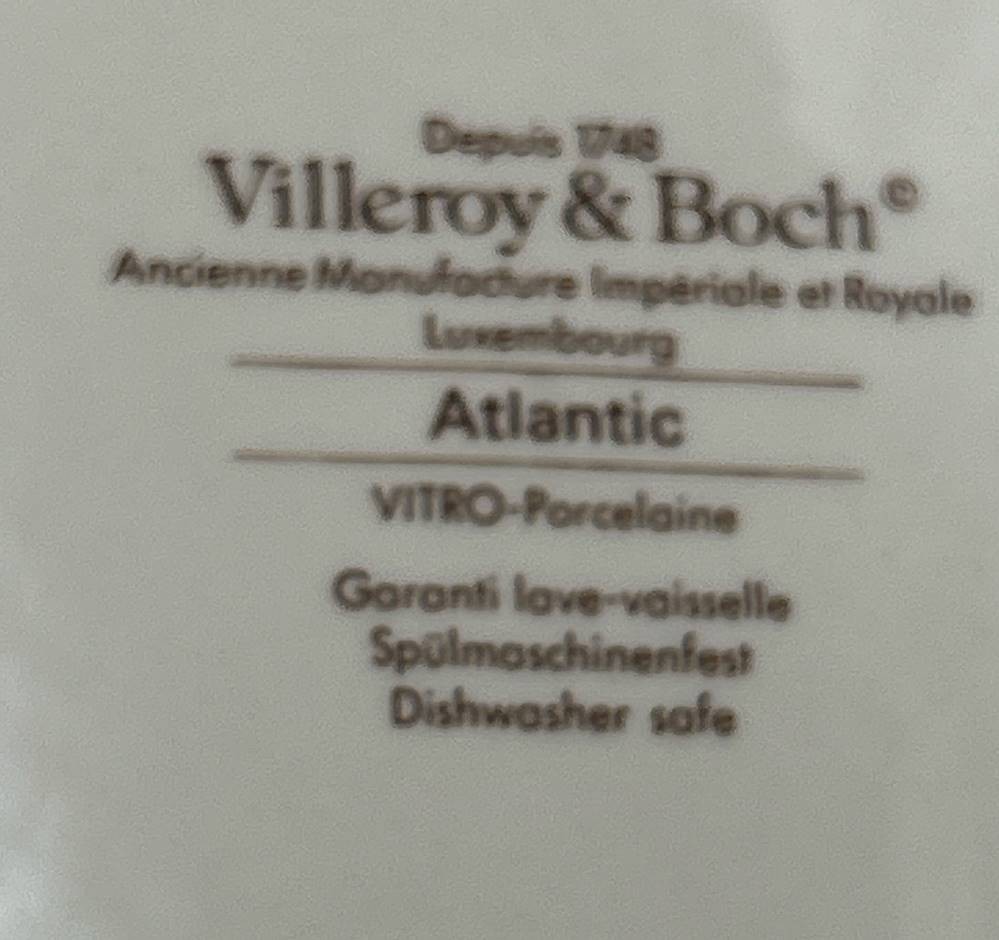 Depuis 1748
Villeroy & Boch©
Ancienne Manufacture Impériale et Royale
Luxembourg
Atlantic
VITRO-Porcelaine
Garanti lave-vaisselle
Spülmaschinenfest
Dishwasher safe